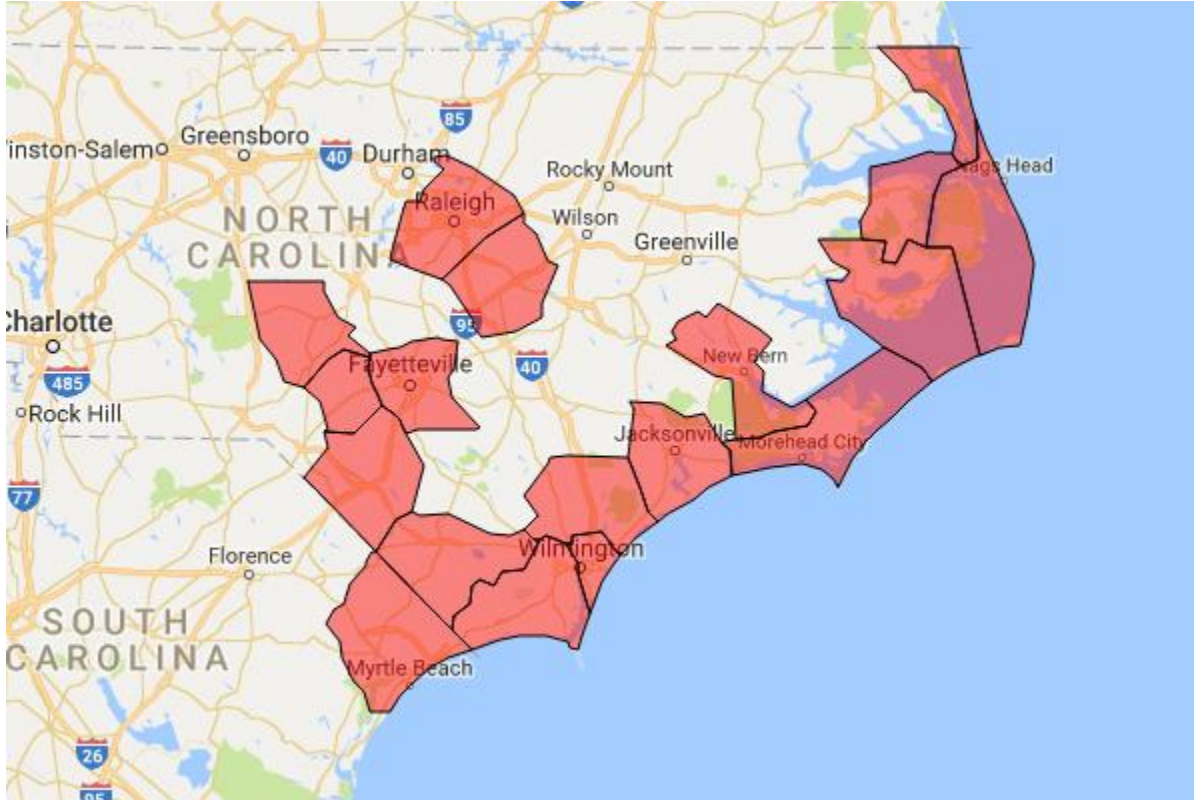 85
Greensboro
inston-Salem
40
Durham
Rocky Mount
Nags Head
Raleigh
Wilson
NORTH
CAROLINA
Greenville
Charlotte
95
New Bern
Fayetteville
40
485
Rock Hill
Jacksonville
Morehead City
77
Wilmington
Florence
SOUTH
CAROLINA
Myrtle Beach
26
95